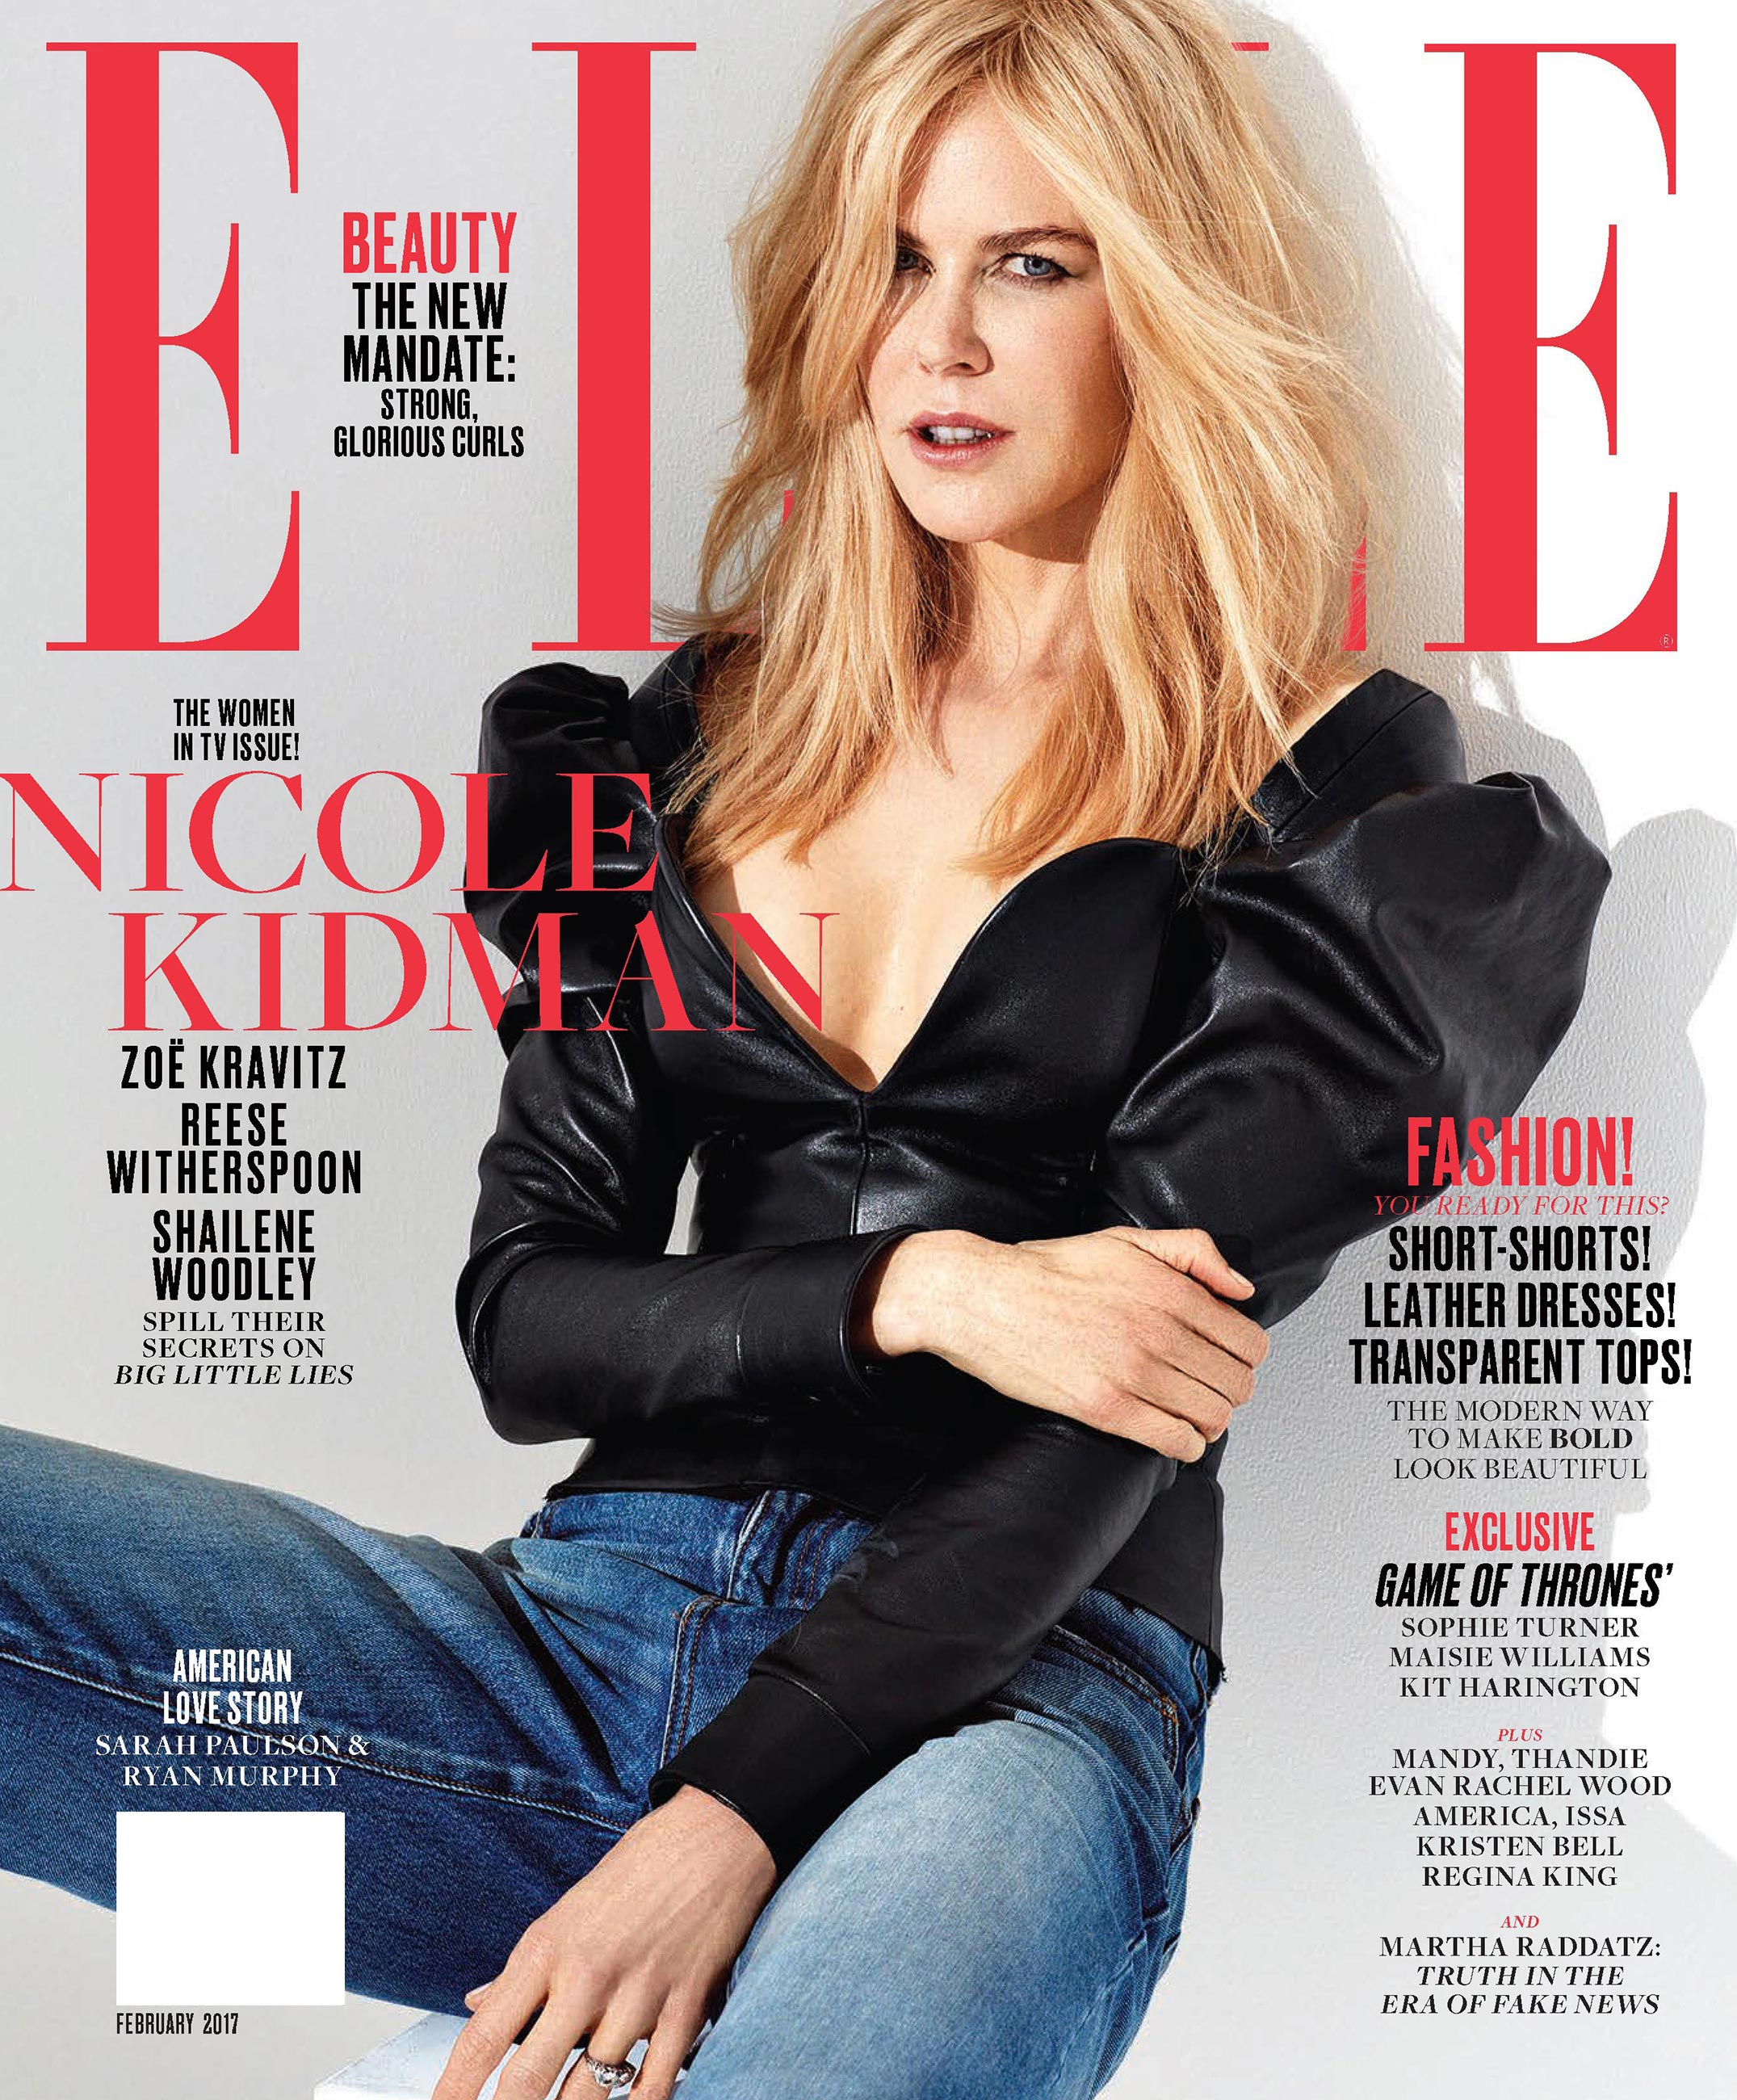 ELLE
BEAUTY
THE NEW
MANDATE:
STRONG,
GLORIOUS CURLS
THE WOMEN
IN TV ISSUE!
NICOLE
KIDMAN
ZOË KRAVITZ
REESE
WITHERSPOON
SHAILENE
WOODLEY
SPILL THEIR
SECRETS ON
BIG LITTLE LIES
AMERICAN
LOVE STORY
SARAH PAULSON &
RYAN MURPHY
FEBRUARY 2017
FASHION!
YOU READY FOR THIS?
SHORT-SHORTS!
LEATHER DRESSES!
TRANSPARENT TOPS!
THE MODERN WAY
TO MAKE BOLD
LOOK BEAUTIFUL
EXCLUSIVE
GAME OF THRONES'
SOPHIE TURNER
MAISIE WILLIAMS
KIT HARINGTON
PLUS
MANDY, THANDIE
EVAN RACHEL WOOD
AMERICA, ISSA
KRISTEN BELL
REGINA KING
AND
MARTHA RADDATZ:
TRUTH IN THE
ERA OF FAKE NEWS